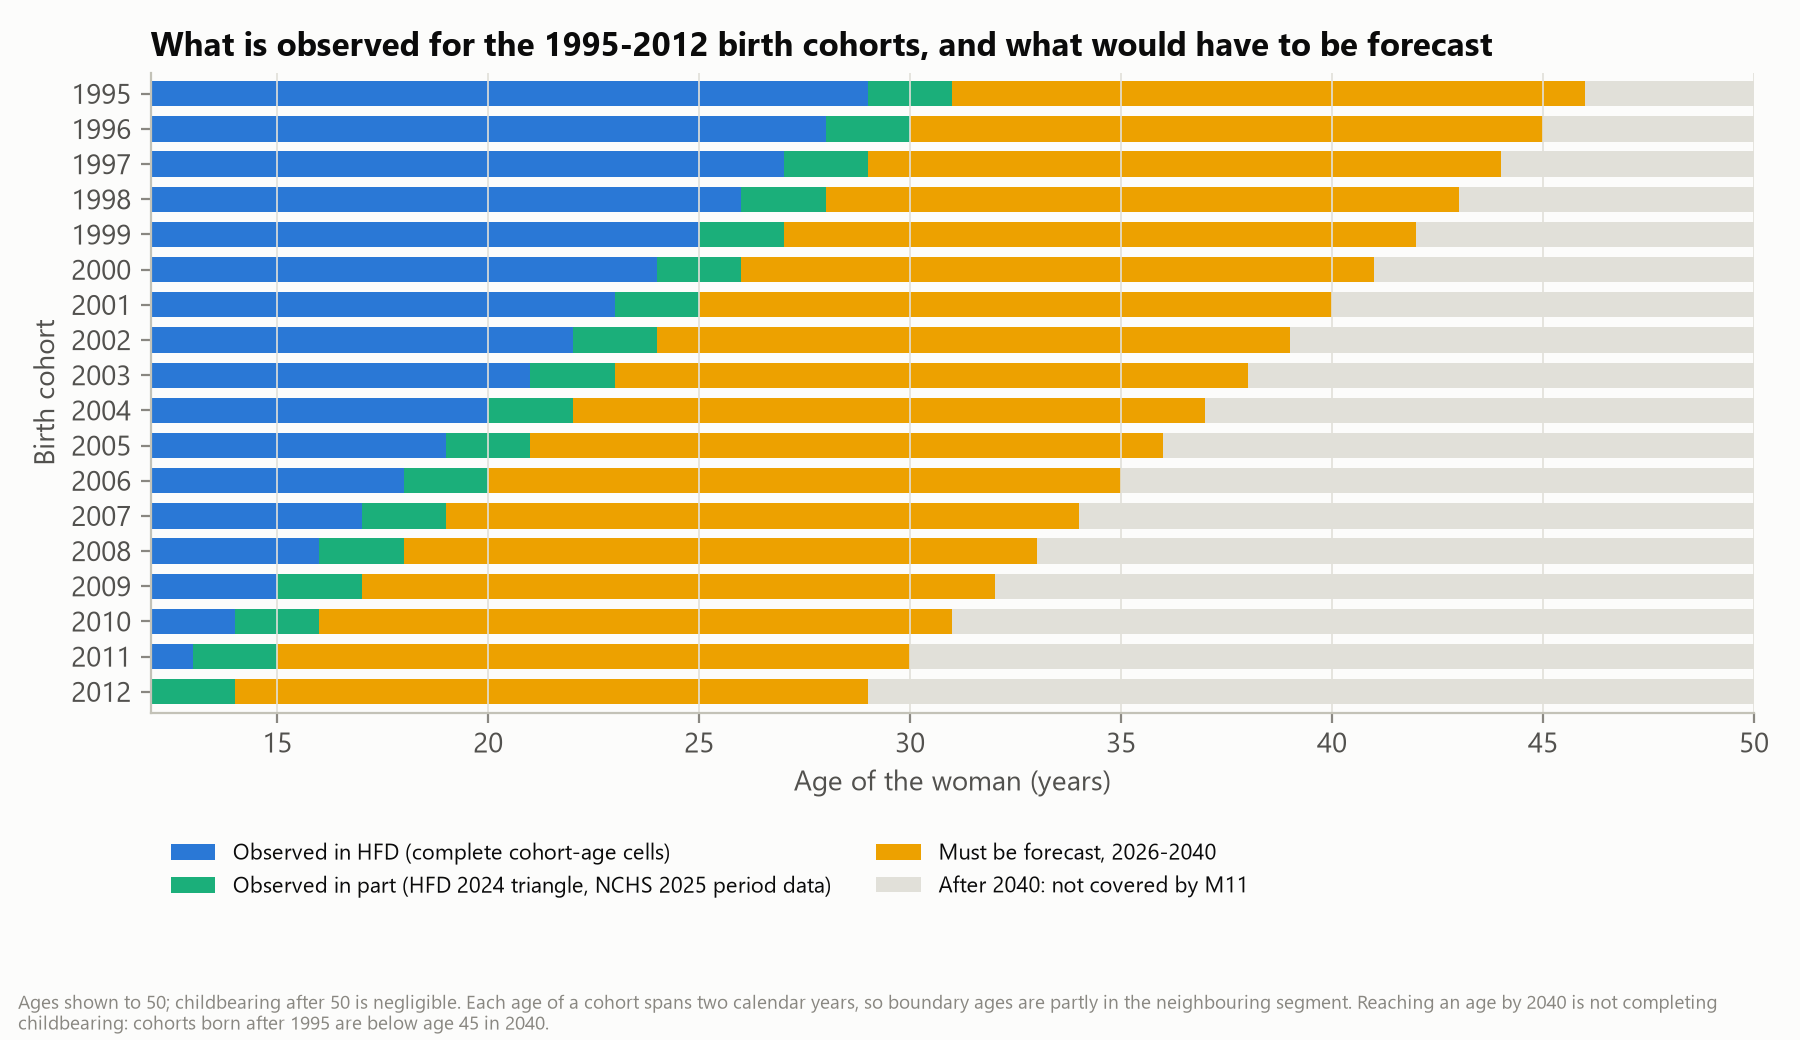 What is observed for the 1995-2012 birth cohorts, and what would have to be forecast
Birth cohort
1995
1996
1997
1998
1999
2000
2001
2002
2003
2004
2005
2006
2007
2008
2009
2010
2011
2012
15 20 25 30 35 40 45 50
Age of the woman (years)
Observed in HFD (complete cohort-age cells)
Observed in part (HFD 2024 triangle, NCHS 2025 period data)
Must be forecast, 2026-2040
After 2040: not covered by M11
Ages shown to 50; childbearing after 50 is negligible. Each age of a cohort spans two calendar years, so boundary ages are partly in the neighbouring segment. Reaching an age by 2040 is not completing
childbearing: cohorts born after 1995 are below age 45 in 2040.